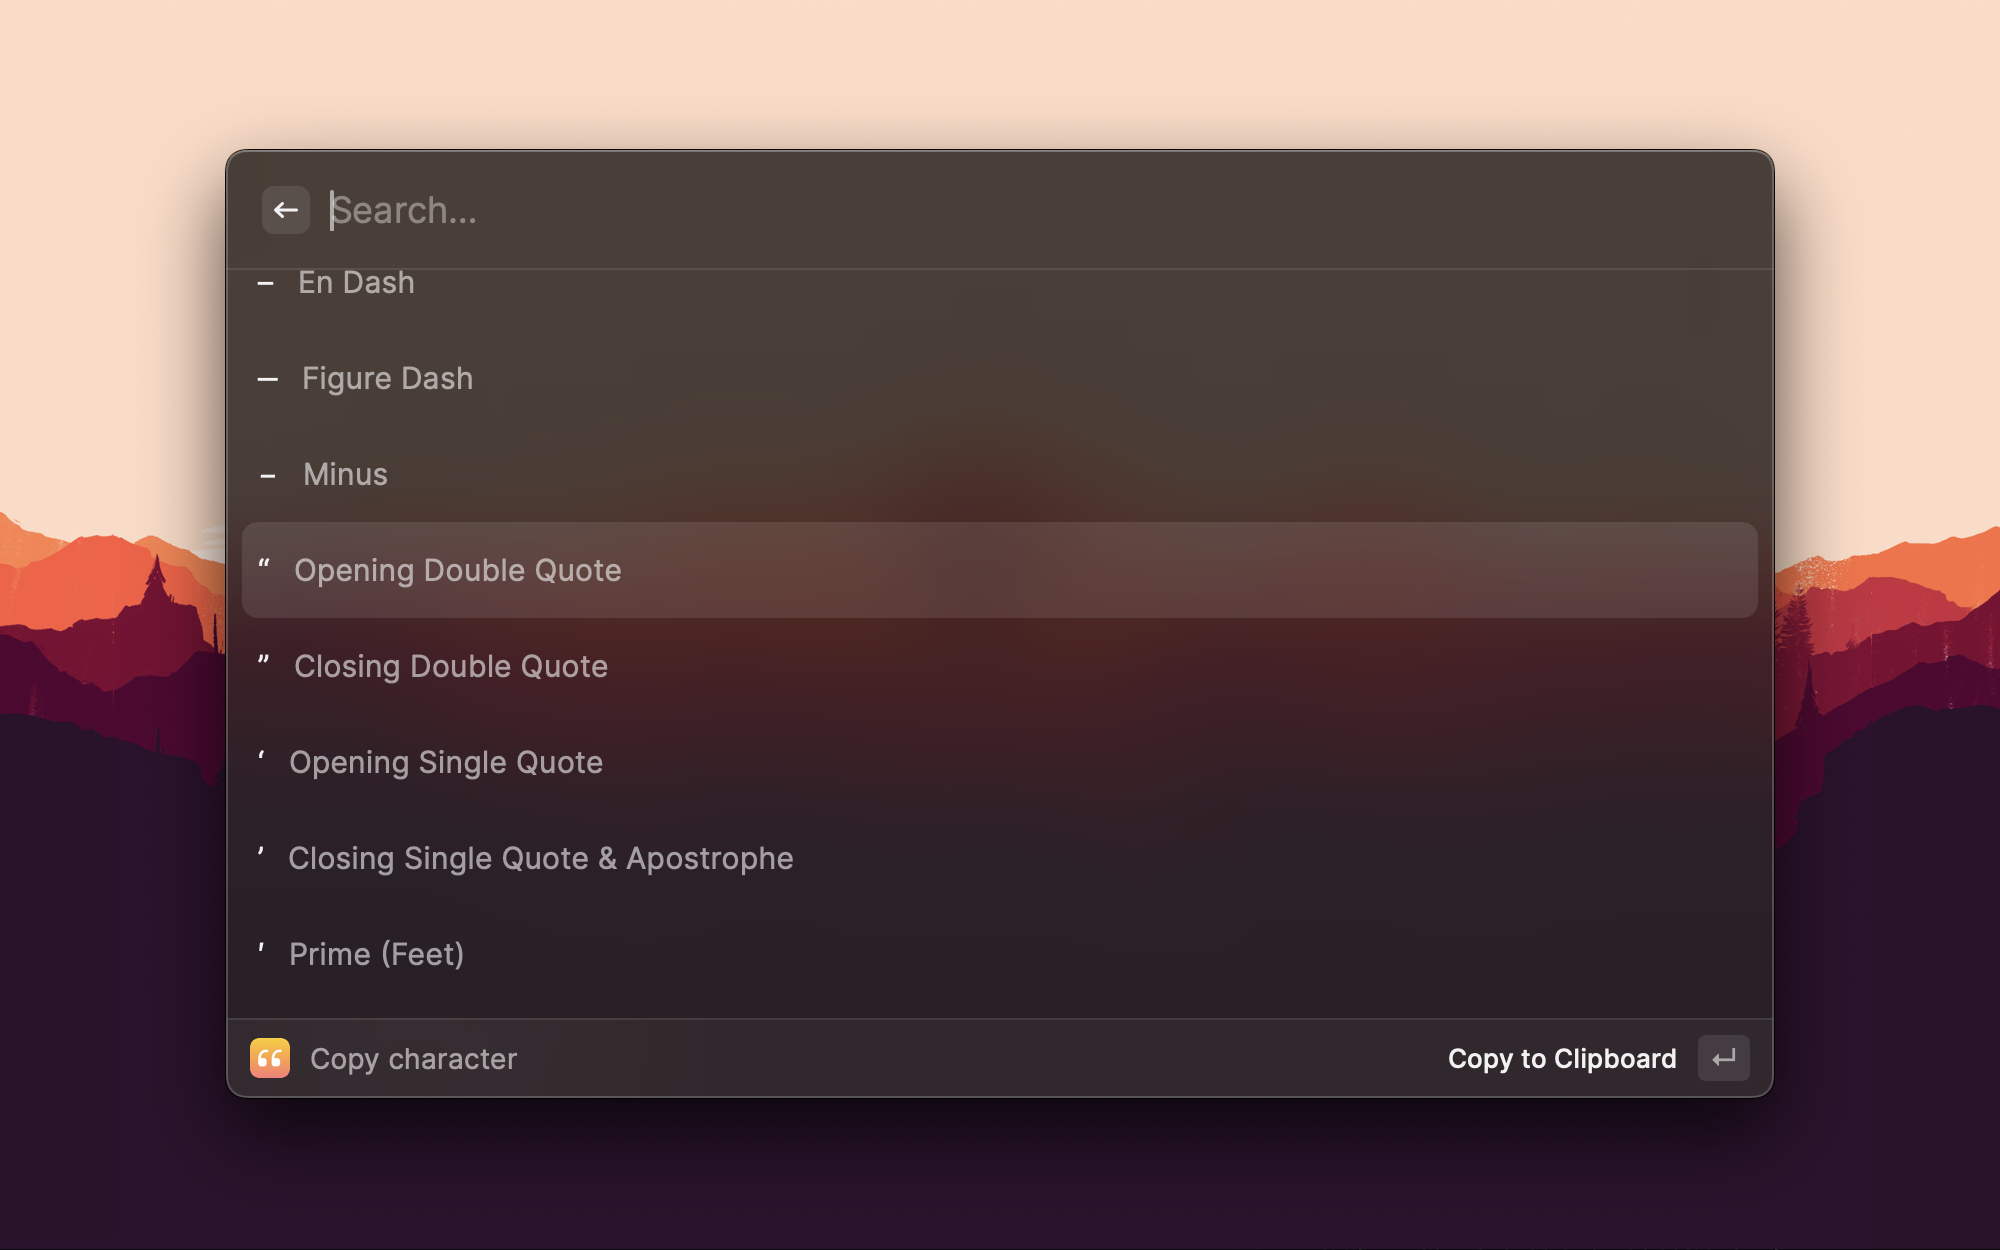 Search...
– En Dash
‒ Figure Dash
− Minus
“ Opening Double Quote
” Closing Double Quote
‘ Opening Single Quote
’ Closing Single Quote & Apostrophe
′ Prime (Feet)
Copy character
Copy to Clipboard